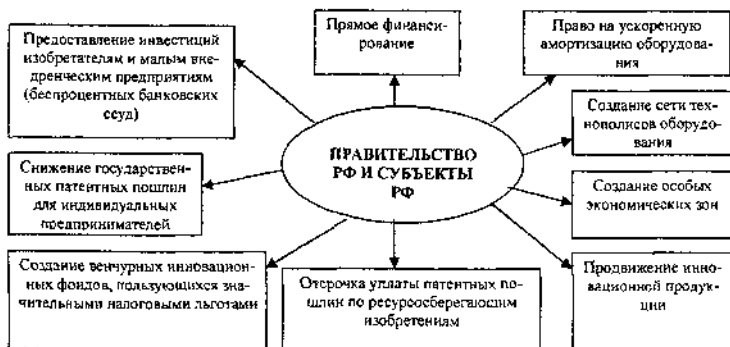 Предоставление инвестиций
изобретателям и малым вне-
дренческим предприятиям
(беспроцентных банковских
ссуд)
Прямое финанси-
рование
Право на ускоренную
амортизацию оборудова-
ния
Создание сети тех-
нополисов оборудо-
вания
ПРАВИТЕЛЬСТВО
РФ И СУБЪЕКТЫ
РФ
Снижение государствен-
ных патентных пошлин
для индивидуальных
предпринимателей
Создание особых
экономических зон
Создание венчурных инновацион-
ных фондов, пользующихся зна-
чительными налоговыми льготами
Отсрочка уплаты патентных по-
шлин по ресурсосберегающим
изобретениям
Продвижение инно-
вационной продук-
ции